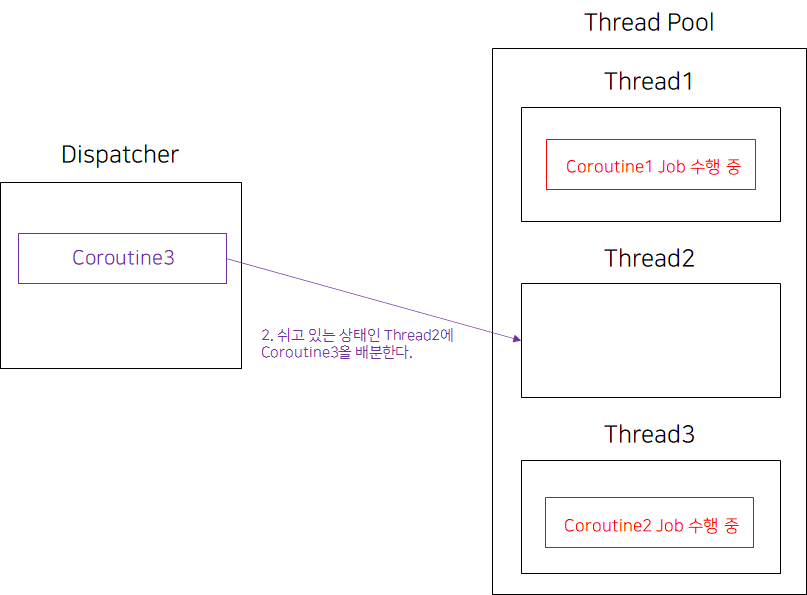 Thread Pool
Thread1
Coroutine1 Job 수행 중
Dispatcher
Coroutine3
2. 쉬고 있는 상태인 Thread2에
Coroutine3을 배분한다.
Thread2
Thread3
Coroutine2 Job 수행 중